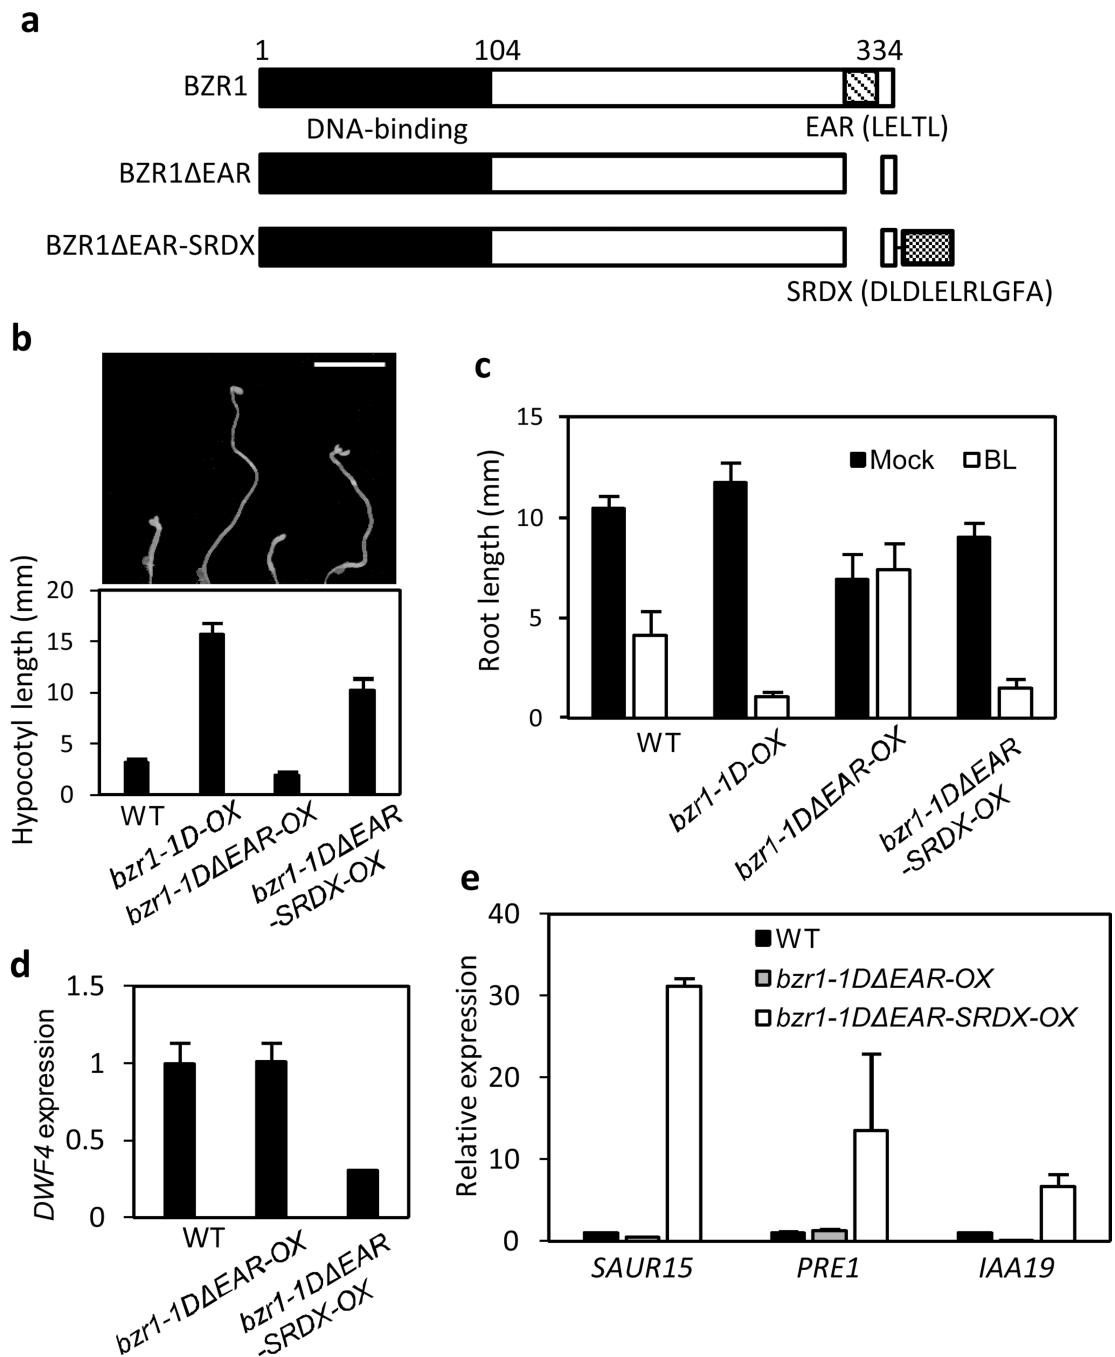 a
1 104 334
BZR1
DNA-binding EAR (LELTL)
BZR1ΔEAR
BZR1ΔEAR-SRDX
SRDX (DLDLELRLGFA)
b
Hypocotyl length (mm)
20
15
10
5
0
WT
bzr1-1D-OX
bzr1-1DΔEAR-OX
bzr1-1DΔEAR
-SRDX-OX
c
Root length (mm)
15
10
5
0
Mock BL
WT
bzr1-1D-OX
bzr1-1DΔEAR-OX
bzr1-1DΔEAR
-SRDX-OX
d
DWF4 expression
1.5
1
0.5
0
WT
bzr1-1DΔEAR-OX
bzr1-1DΔEAR
-SRDX-OX
e
Relative expression
40
30
20
10
0
WT
bzr1-1DΔEAR-OX
bzr1-1DΔEAR-SRDX-OX
SAUR15 PRE1 IAA19